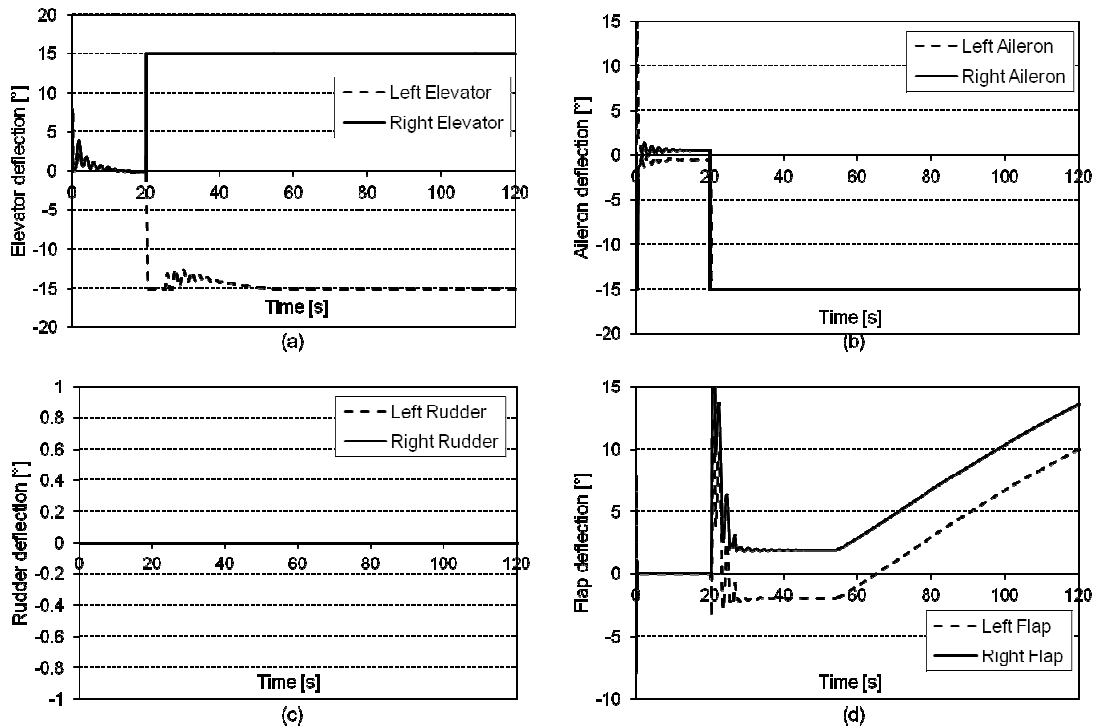 20
15
10
5
0
-5
-10
-15
-20
Elevator deflection [°]
Left Elevator
Right Elevator
0 20 40 60 80 100 120
Time [s]
(a)
15
10
5
0
-5
-10
-15
-20
Aileron deflection [°]
Left Aileron
Right Aileron
0 20 40 60 80 100 120
Time [s]
(b)
1
0.8
0.6
0.4
0.2
0
-0.2
-0.4
-0.6
-0.8
-1
Rudder deflection [°]
Left Rudder
Right Rudder
0 20 40 60 80 100 120
Time [s]
(c)
15
10
5
0
-5
-10
Flap deflection [°]
0 20 40 60 80 100 120
Left Flap
Right Flap
Time [s]
(d)